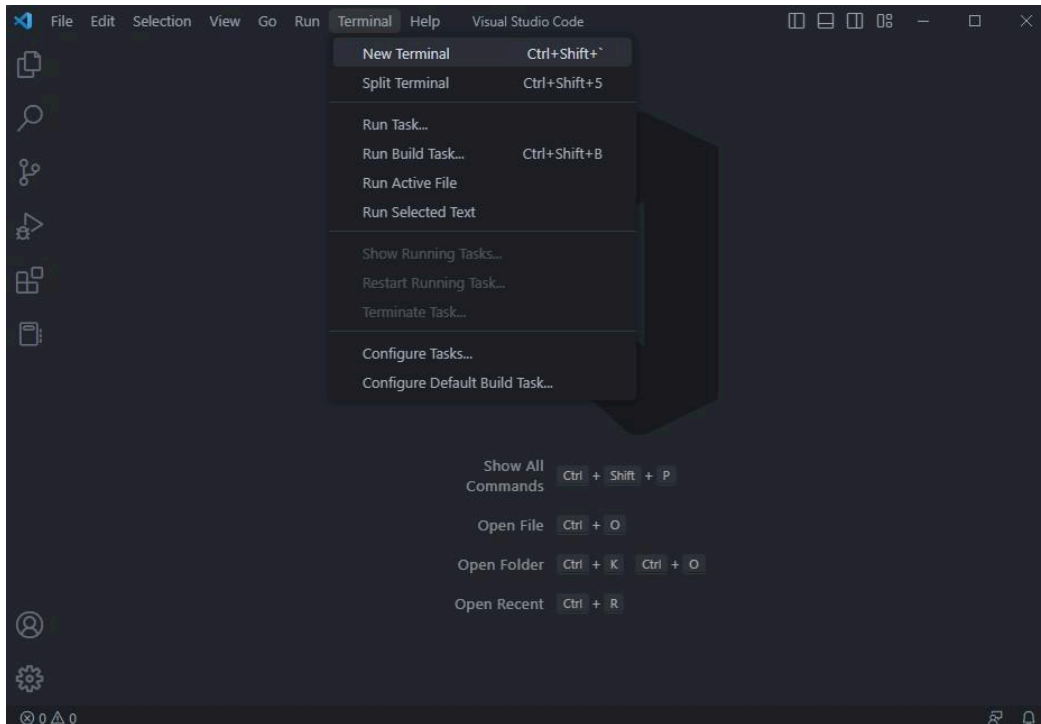 File Edit Selection View Go Run Terminal Help Visual Studio Code
New Terminal Ctrl+Shift+`
Split Terminal Ctrl+Shift+5
Run Task...
Run Build Task... Ctrl+Shift+B
Run Active File
Run Selected Text
Show Running Tasks...
Restart Running Task...
Terminate Task...
Configure Tasks...
Configure Default Build Task...
Show All
Commands Ctrl + Shift + P
Open File Ctrl + O
Open Folder Ctrl + K Ctrl + O
Open Recent Ctrl + R
0 0